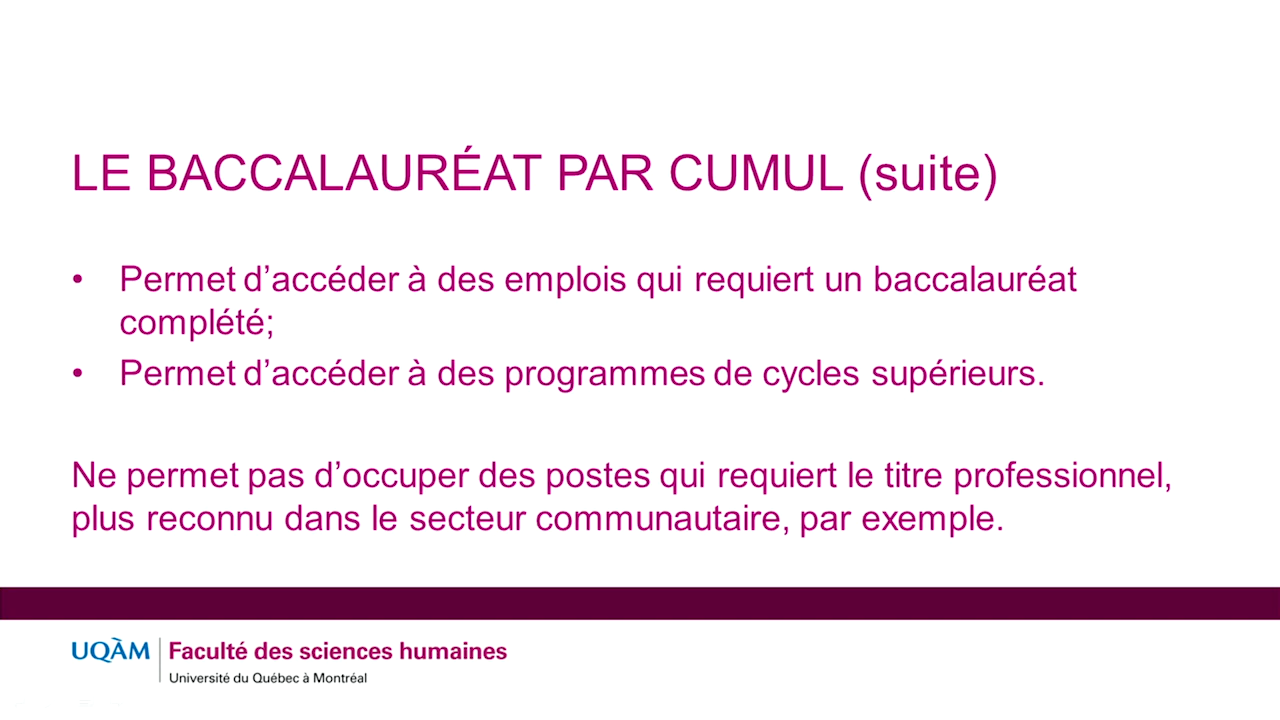 LE BACCALAURÉAT PAR CUMUL (suite)
• Permet d’accéder à des emplois qui requiert un baccalauréat
complété;
• Permet d’accéder à des programmes de cycles supérieurs.
Ne permet pas d’occuper des postes qui requiert le titre professionnel,
plus reconnu dans le secteur communautaire, par exemple.
UQÀM Faculté des sciences humaines
Université du Québec à Montréal